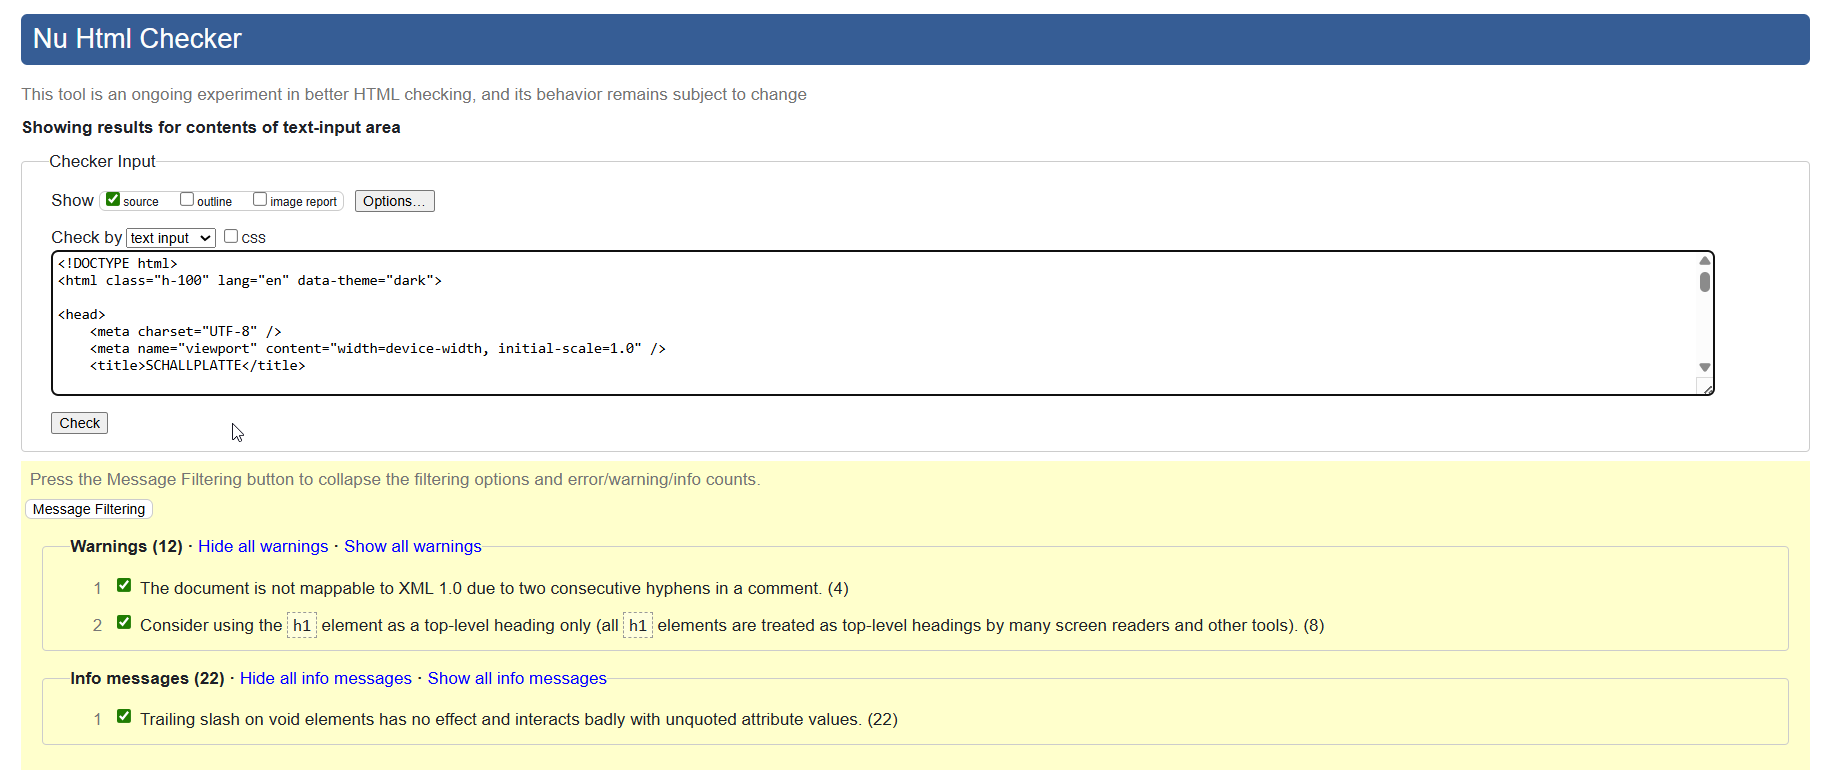 Nu Html Checker
This tool is an ongoing experiment in better HTML checking, and its behavior remains subject to change
Showing results for contents of text-input area
Checker Input
Show source outline image report Options...
Check by text input css
<!DOCTYPE html>
<html class="h-100" lang="en" data-theme="dark">
<head>
<meta charset="UTF-8" />
<meta name="viewport" content="width=device-width, initial-scale=1.0" />
<title>SCHALLPLATTE</title>
Check
Press the Message Filtering button to collapse the filtering options and error/warning/info counts.
Message Filtering
Warnings (12) · Hide all warnings · Show all warnings
1 The document is not mappable to XML 1.0 due to two consecutive hyphens in a comment. (4)
2 Consider using the h1 element as a top-level heading only (all h1 elements are treated as top-level headings by many screen readers and other tools). (8)
Info messages (22) · Hide all info messages · Show all info messages
1 Trailing slash on void elements has no effect and interacts badly with unquoted attribute values. (22)